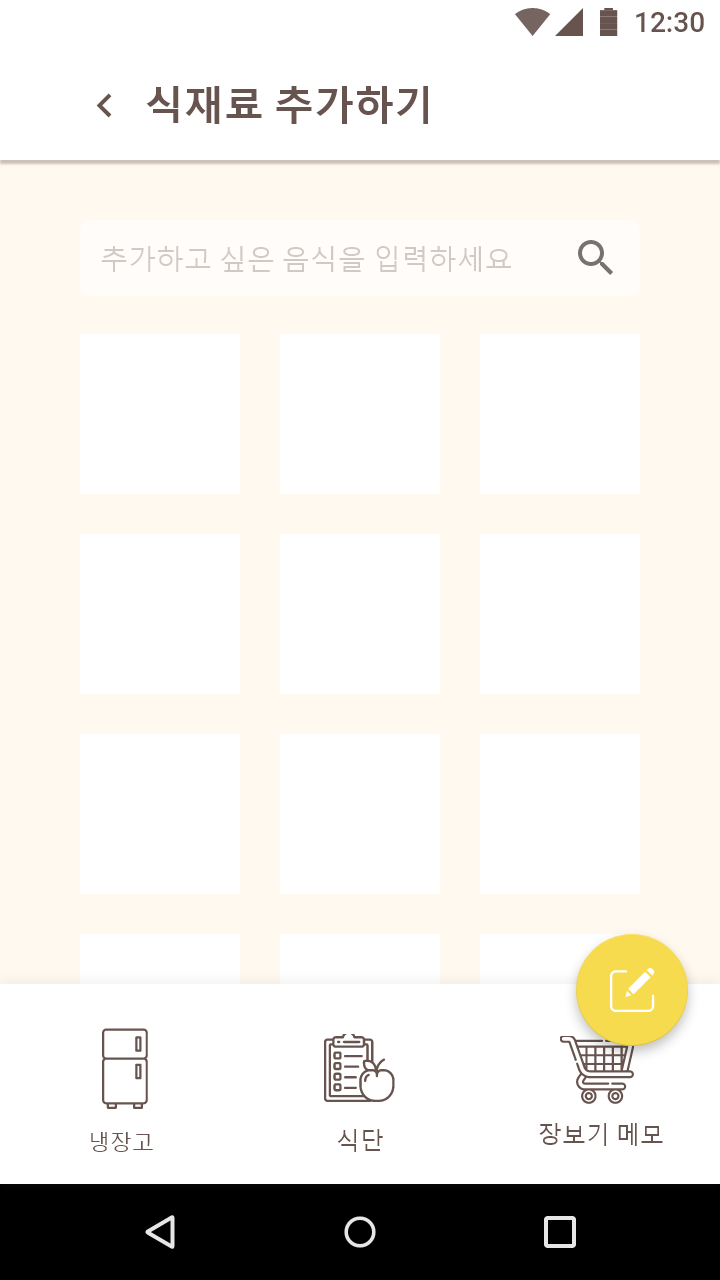 12:30
식재료 추가하기
추가하고 싶은 음식을 입력하세요
냉장고
식단
장보기 메모